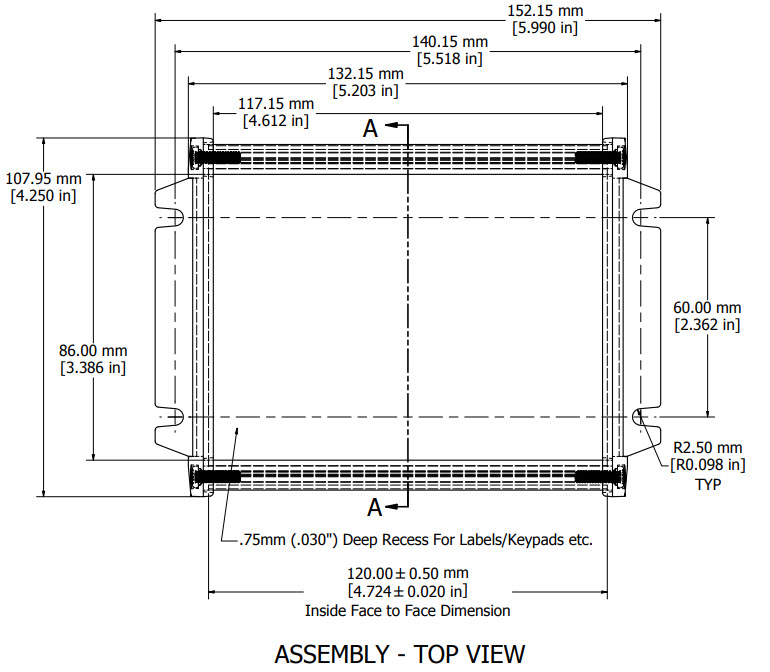 152.15 mm
[5.990 in]
140.15 mm
[5.518 in]
132.15 mm
[5.203 in]
117.15 mm
[4.612 in]
A
107.95 mm
[4.250 in]
60.00 mm
[2.362 in]
86.00 mm
[3.386 in]
R2.50 mm
[R0.098 in]
TYP
A
.75mm (.030") Deep Recess For Labels/Keypads etc.
120.00 ± 0.50 mm
[4.724 ± 0.020 in]
Inside Face to Face Dimension
ASSEMBLY - TOP VIEW